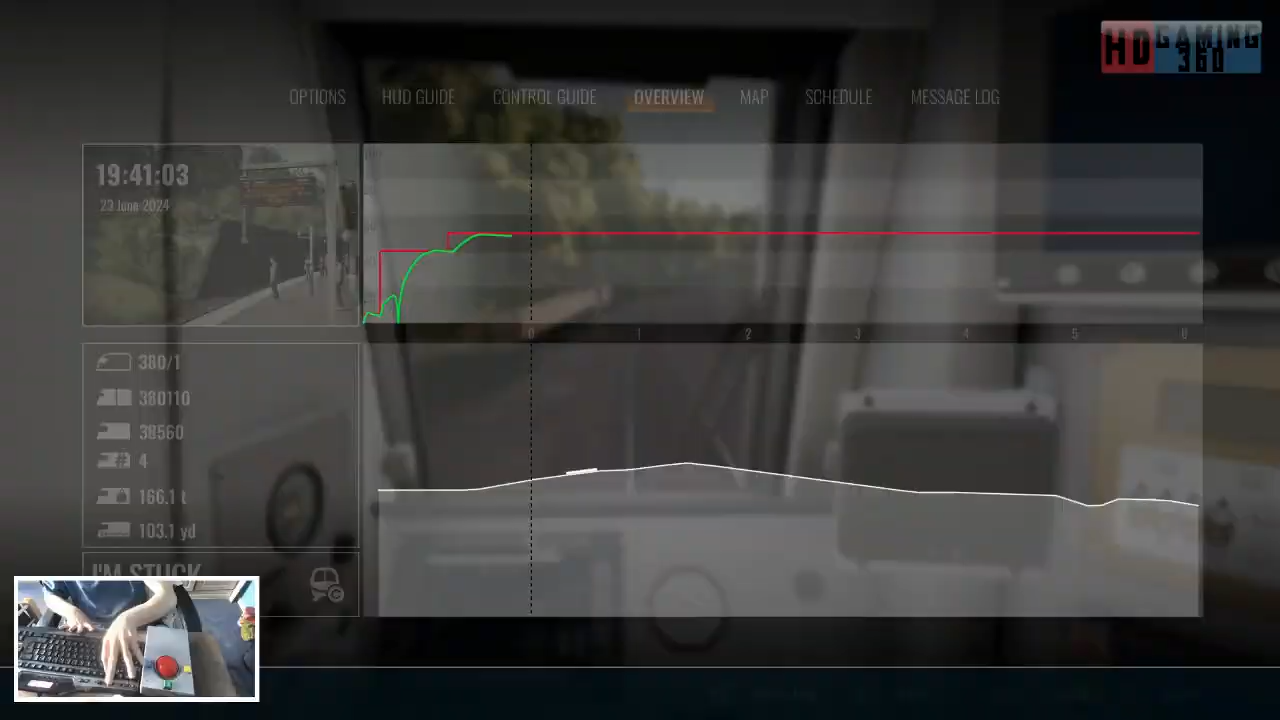 HD GAMING 360
OPTIONS HUD GUIDE CONTROL GUIDE OVERVIEW MAP SCHEDULE MESSAGE LOG
19:41:03
23 June 2024
0 1 2 3 4 5 6
380/1
380110
38560
4
166.1 t
103.1 yd
I'M STUCK